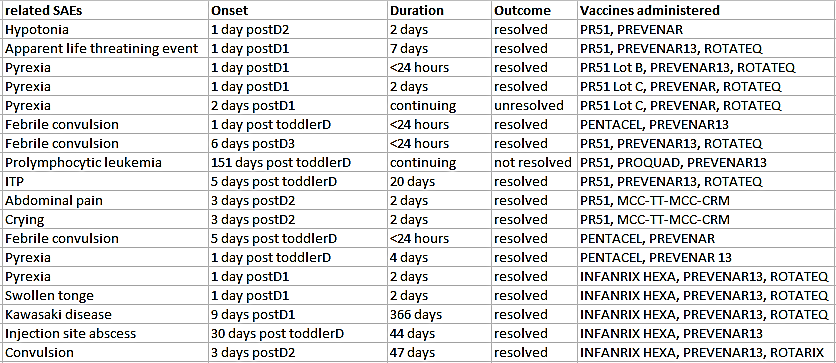 related SAEs Onset Duration Outcome Vaccines administered
Hypotonia 1 day postD2 2 days resolved PR51, PREVENAR
Apparent life threatining event 1 day postD1 7 days resolved PR51, PREVENAR13, ROTATEQ
Pyrexia 1 day postD1 <24 hours resolved PR51 Lot B, PREVENAR13, ROTATEQ
Pyrexia 1 day postD1 2 days resolved PR51 Lot C, PREVENAR, ROTATEQ
Pyrexia 2 days postD1 continuing unresolved PR51 Lot C, PREVENAR, ROTATEQ
Febrile convulsion 1 day post toddlerD <24 hours resolved PENTACEL, PREVENAR13
Febrile convulsion 6 days postD3 <24 hours resolved PR51, PREVENAR13, ROTATEQ
Prolymphocytic leukemia 151 days post toddlerD continuing not resolved PR51, PROQUAD, PREVENAR13
ITP 5 days post toddlerD 20 days resolved PR51, PREVENAR13, ROTATEQ
Abdominal pain 3 days postD2 2 days resolved PR51, MCC-TT-MCC-CRM
Crying 3 days postD2 2 days resolved PR51, MCC-TT-MCC-CRM
Febrile convulsion 5 days post toddlerD <24 hours resolved PENTACEL, PREVENAR
Pyrexia 1 days post toddlerD 4 days resolved PENTACEL, PREVENAR 13
Pyrexia 1 days postD1 2 days resolved INFANRIX HEXA, PREVENAR13, ROTATEQ
Swollen tonge 1 day postD1 2 days resolved INFANRIX HEXA, PREVENAR13, ROTATEQ
Kawasaki disease 9 days postD1 366 days resolved INFANRIX HEXA, PREVENAR13, ROTATEQ
Injection site abscess 30 days post toddlerD 44 days resolved INFANRIX HEXA, PREVENAR13
Convulsion 3 days postD2 47 days resolved INFANRIX HEXA, PREVENAR13, ROTARIX